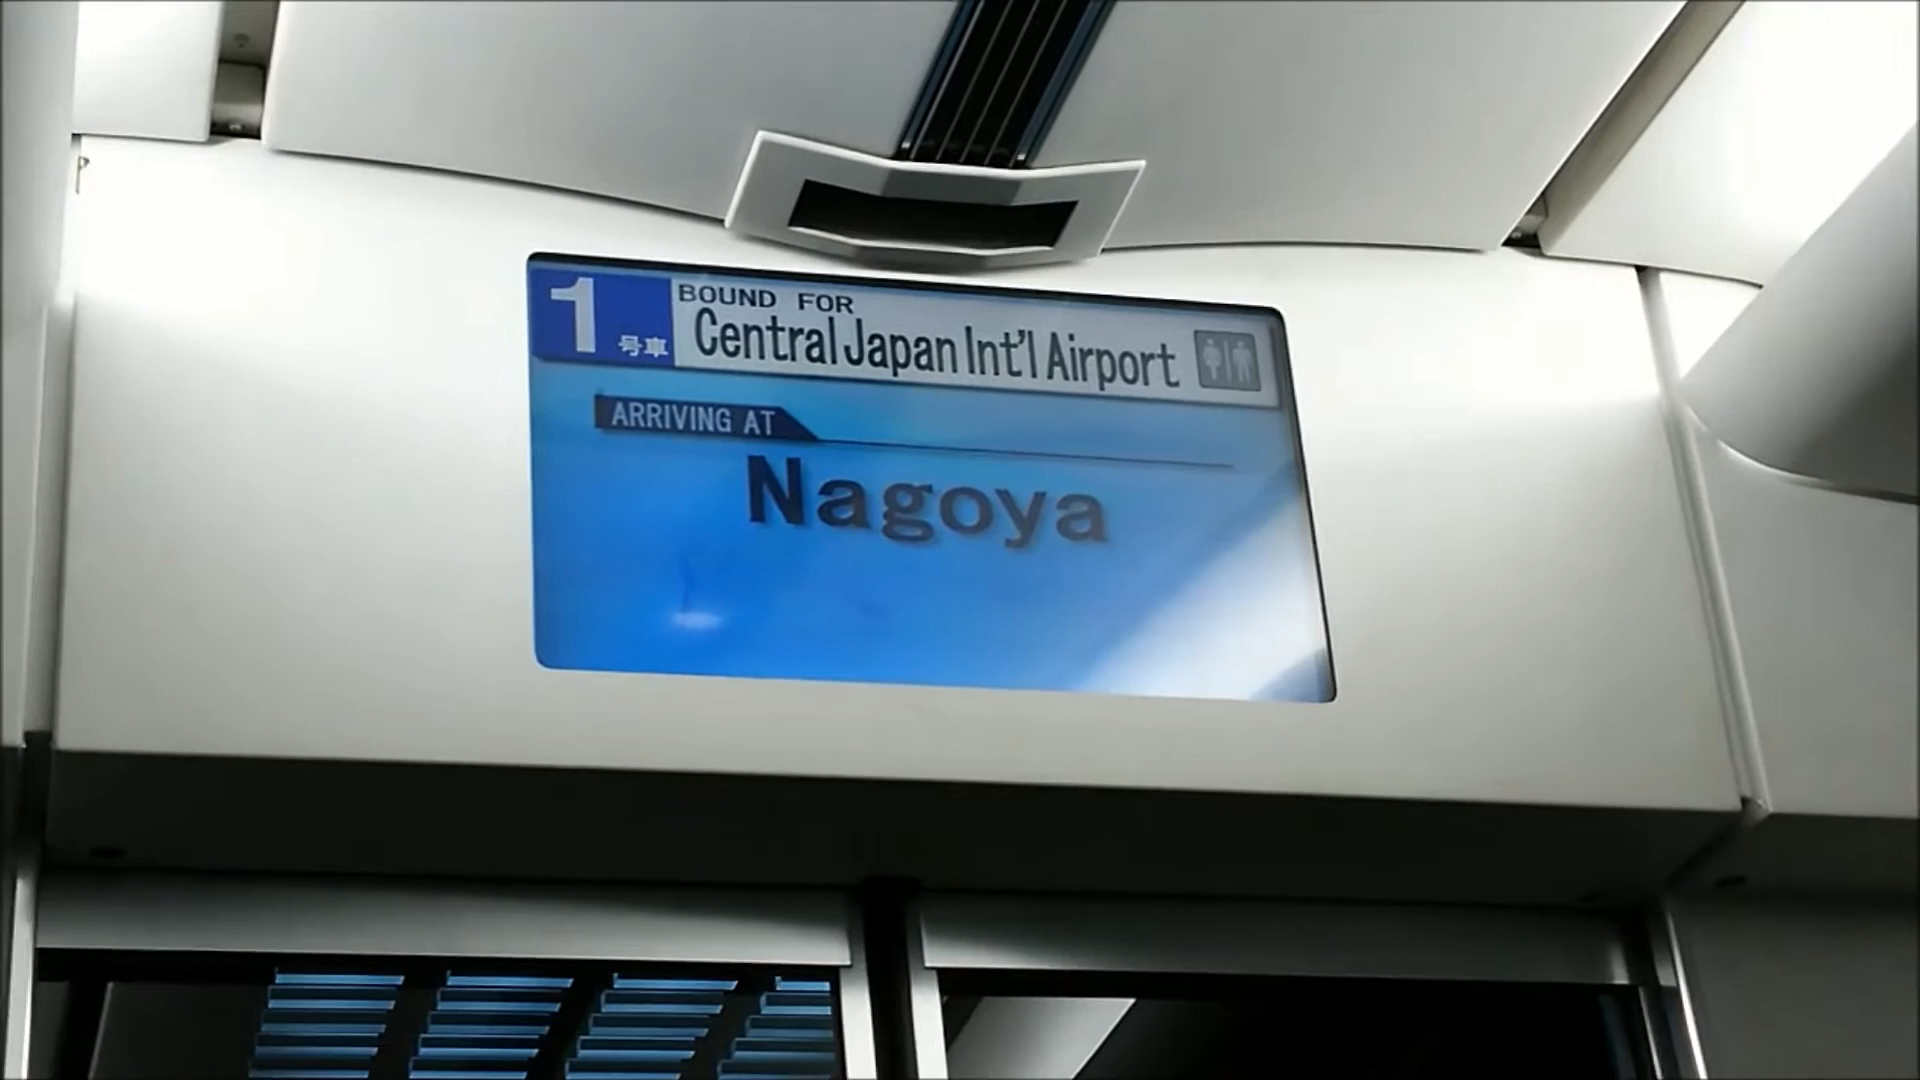 1号車
BOUND FOR
Central Japan Int'l Airport
ARRIVING AT
Nagoya